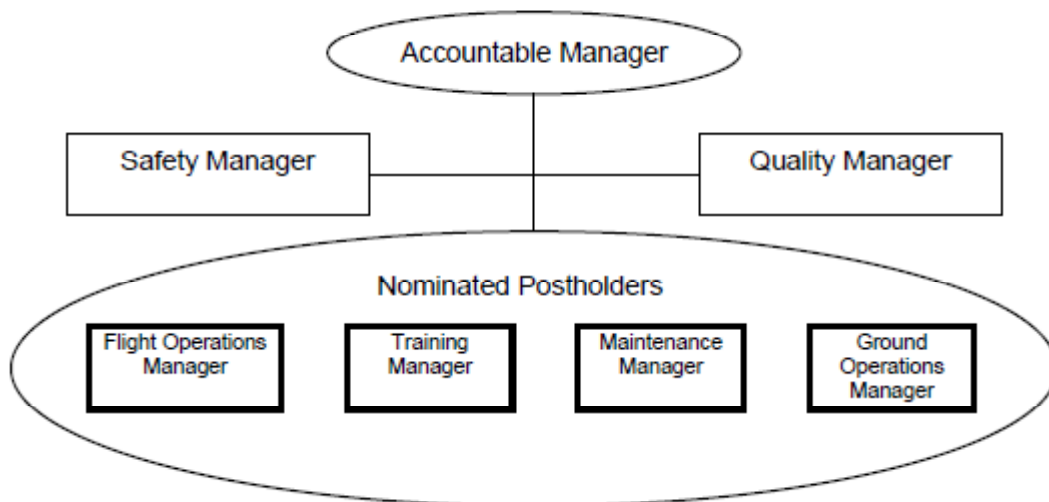 Accountable Manager
Safety Manager
Quality Manager
Nominated Postholders
Flight Operations
Manager
Training
Manager
Maintenance
Manager
Ground
Operations
Manager